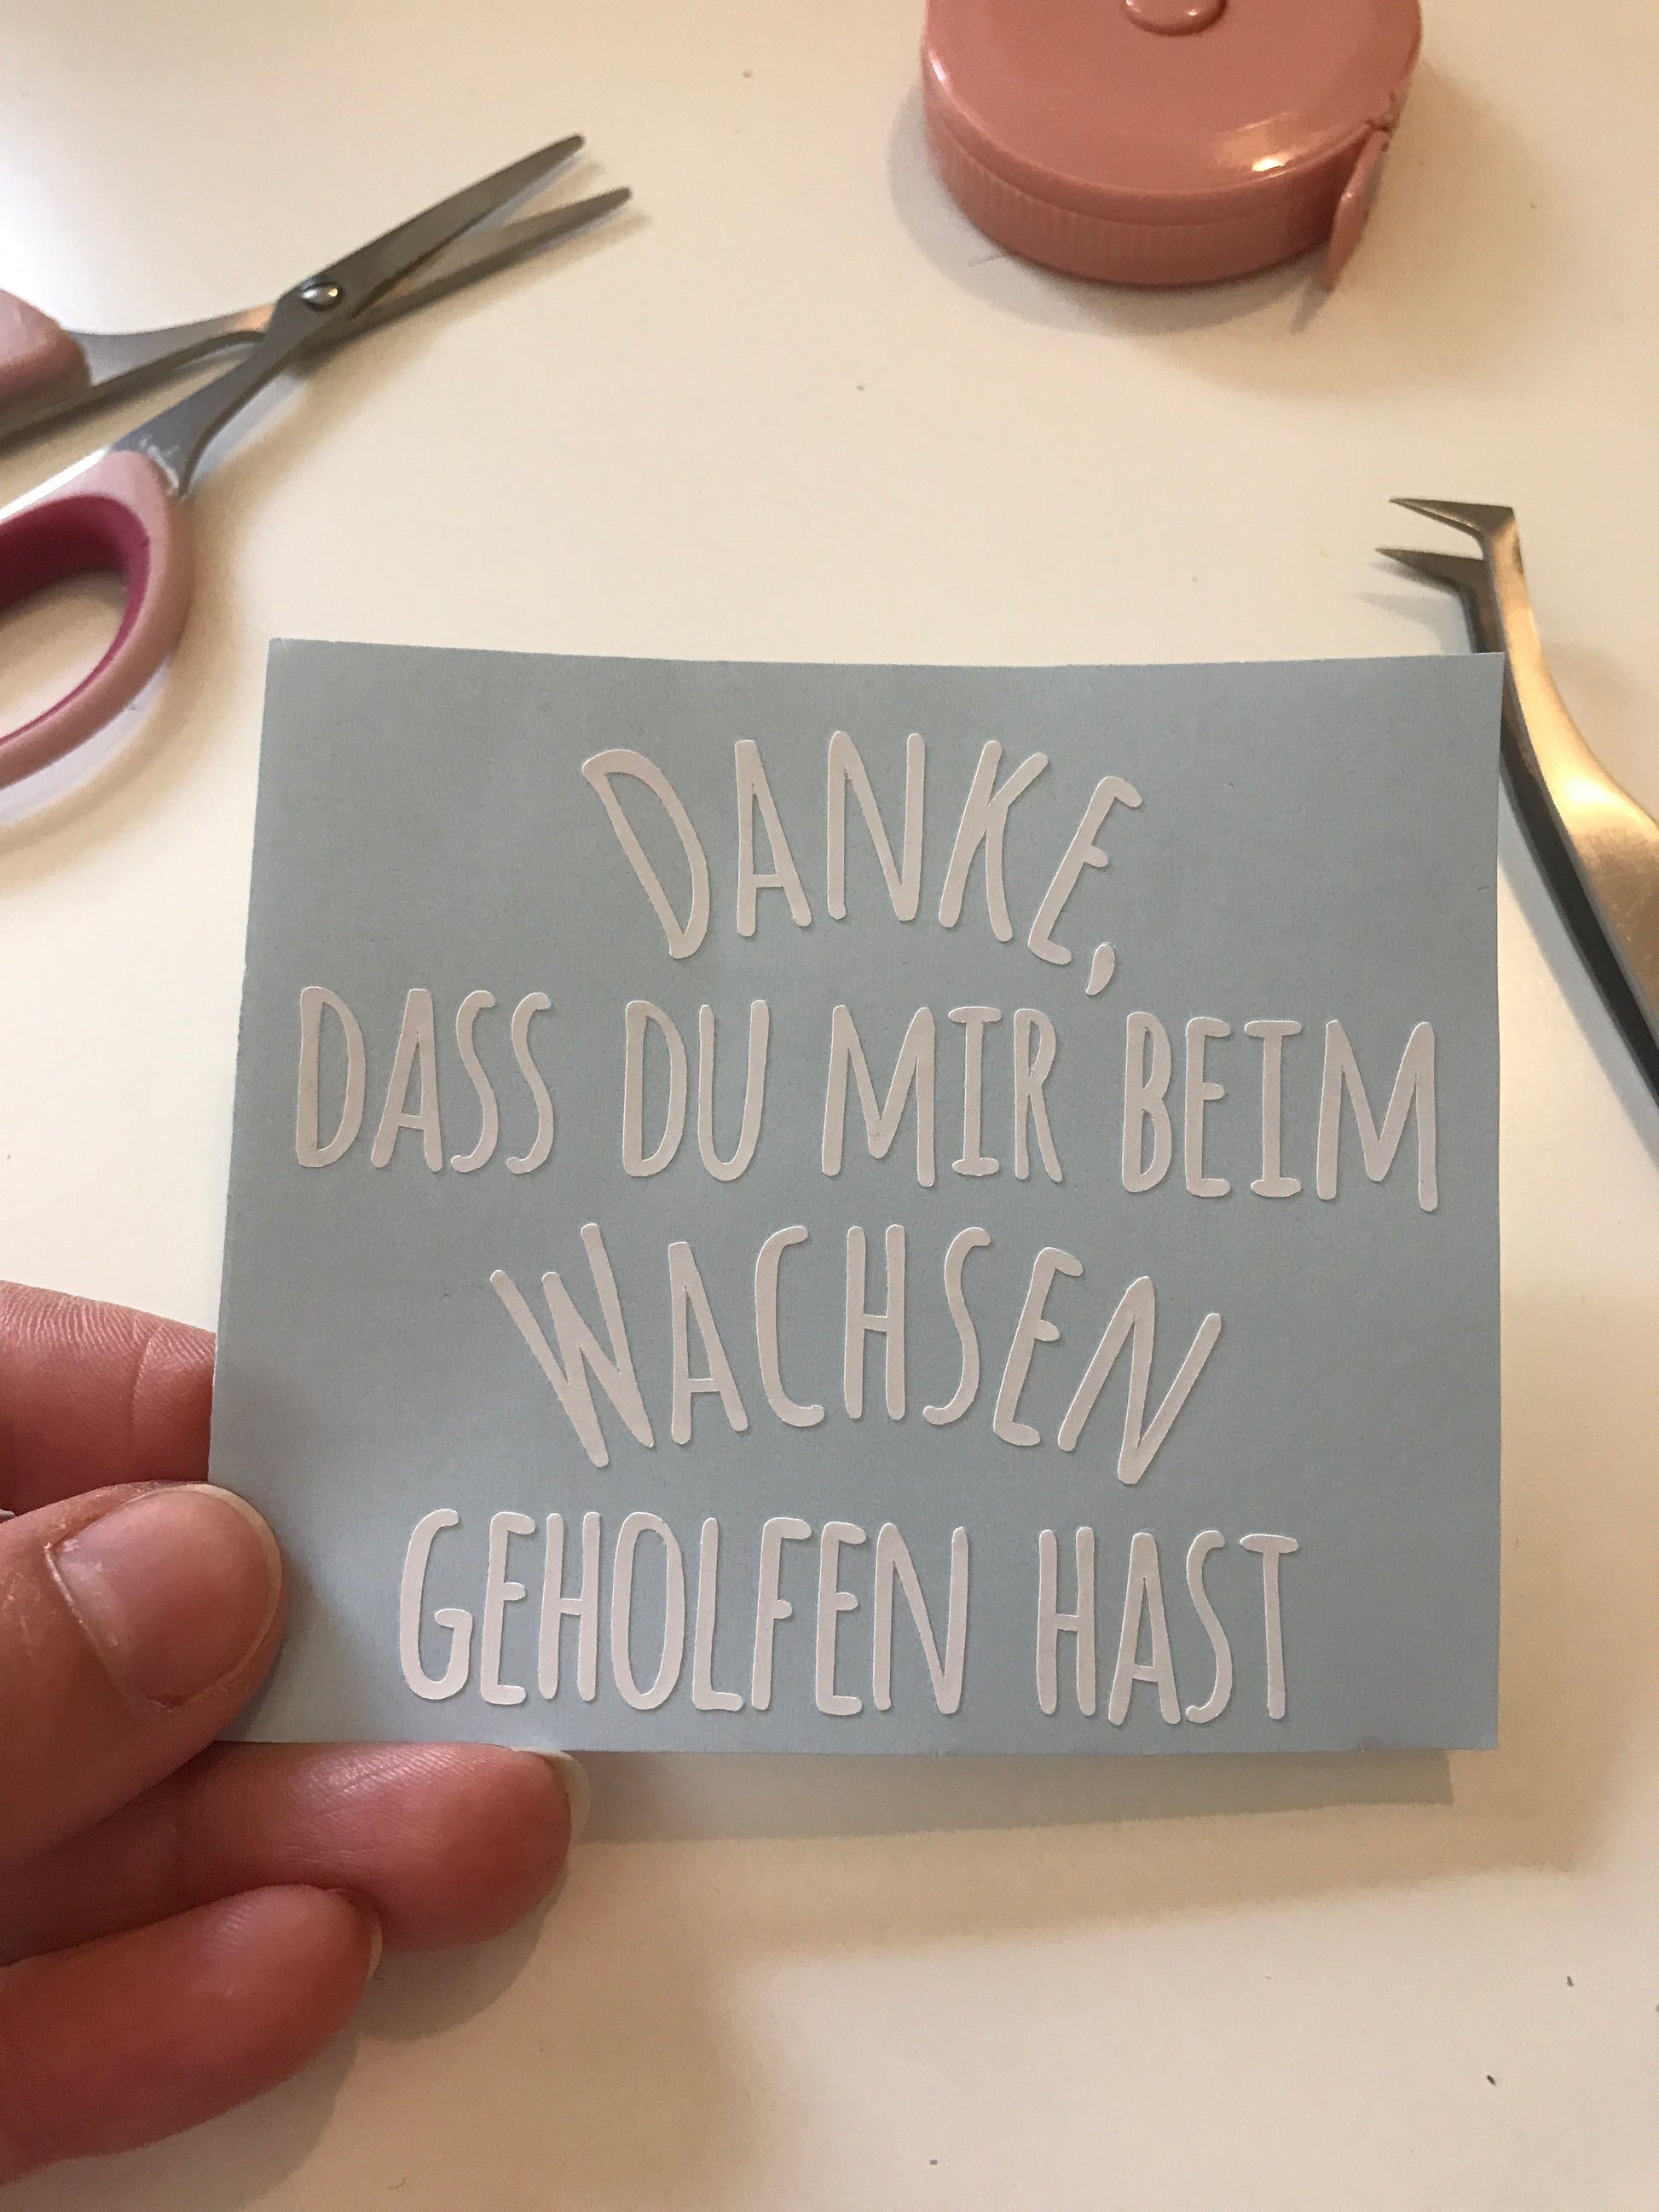 DANKE,
DASS DU MIR BEIM
WACHSEN
GEHOLFEN HAST